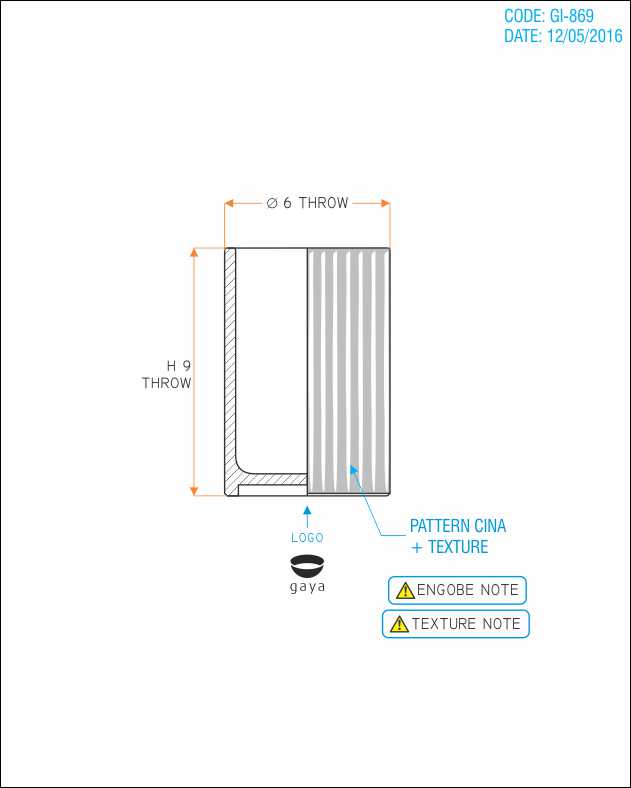 CODE: GI-869
DATE: 12/05/2016
∅ 6 THROW
H 9
THROW
LOGO
gaya
PATTERN CINA
+ TEXTURE
ENGOBE NOTE
TEXTURE NOTE